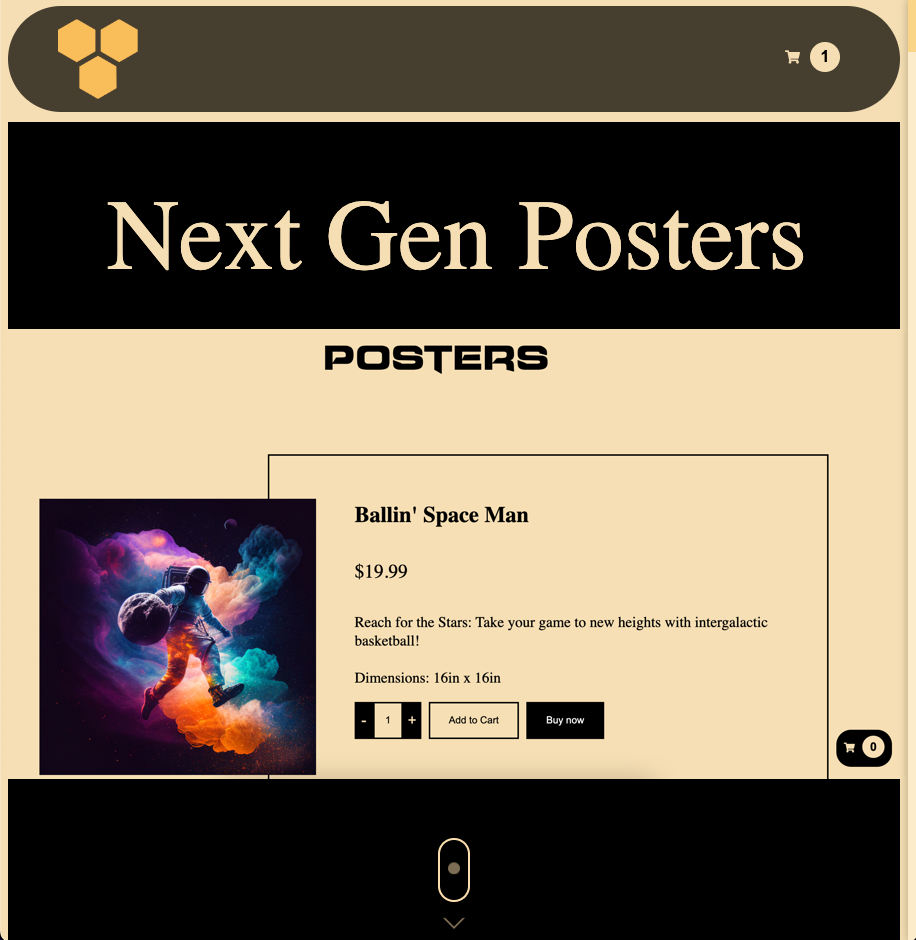 1
Next Gen Posters
POSTERS
Ballin' Space Man
$19.99
Reach for the Stars: Take your game to new heights with intergalactic
basketball!
Dimensions: 16in x 16in
- 1 + Add to Cart Buy now
0